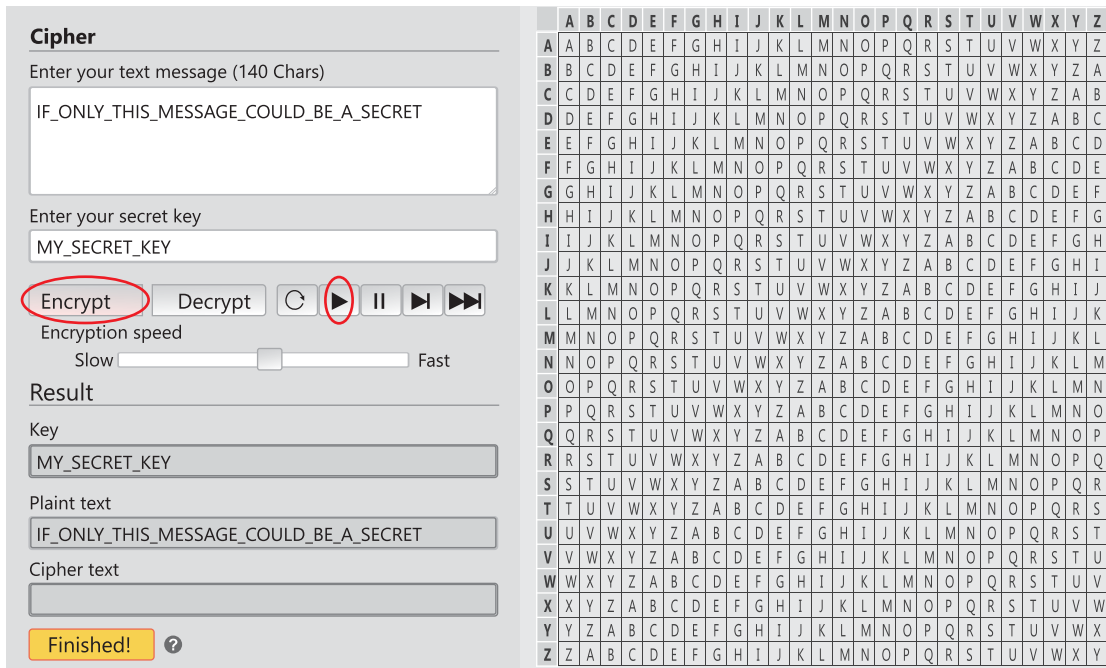 Cipher
Enter your text message (140 Chars)
IF_ONLY_THIS_MESSAGE_COULD_BE_A_SECRET
Enter your secret key
MY_SECRET_KEY
Encrypt Decrypt
Encryption speed
Slow Fast
Result
Key
MY_SECRET_KEY
Plaint text
IF_ONLY_THIS_MESSAGE_COULD_BE_A_SECRET
Cipher text
Finished! ?
A B C D E F G H I J K L M N O P Q R S T U V W X Y Z
A A B C D E F G H I J K L M N O P Q R S T U V W X Y Z
B B C D E F G H I J K L M N O P Q R S T U V W X Y Z A
C C D E F G H I J K L M N O P Q R S T U V W X Y Z A B
D D E F G H I J K L M N O P Q R S T U V W X Y Z A B C
E E F G H I J K L M N O P Q R S T U V W X Y Z A B C D
F F G H I J K L M N O P Q R S T U V W X Y Z A B C D E
G G H I J K L M N O P Q R S T U V W X Y Z A B C D E F
H H I J K L M N O P Q R S T U V W X Y Z A B C D E F G
I I J K L M N O P Q R S T U V W X Y Z A B C D E F G H
J J K L M N O P Q R S T U V W X Y Z A B C D E F G H I
K K L M N O P Q R S T U V W X Y Z A B C D E F G H I J
L L M N O P Q R S T U V W X Y Z A B C D E F G H I J K
M M N O P Q R S T U V W X Y Z A B C D E F G H I J K L
N N O P Q R S T U V W X Y Z A B C D E F G H I J K L M
O O P Q R S T U V W X Y Z A B C D E F G H I J K L M N
P P Q R S T U V W X Y Z A B C D E F G H I J K L M N O
Q Q R S T U V W X Y Z A B C D E F G H I J K L M N O P
R R S T U V W X Y Z A B C D E F G H I J K L M N O P Q
S S T U V W X Y Z A B C D E F G H I J K L M N O P Q R
T T U V W X Y Z A B C D E F G H I J K L M N O P Q R S
U U V W X Y Z A B C D E F G H I J K L M N O P Q R S T
V V W X Y Z A B C D E F G H I J K L M N O P Q R S T U
W W X Y Z A B C D E F G H I J K L M N O P Q R S T U V
X X Y Z A B C D E F G H I J K L M N O P Q R S T U V W
Y Y Z A B C D E F G H I J K L M N O P Q R S T U V W X
Z Z A B C D E F G H I J K L M N O P Q R S T U V W X Y